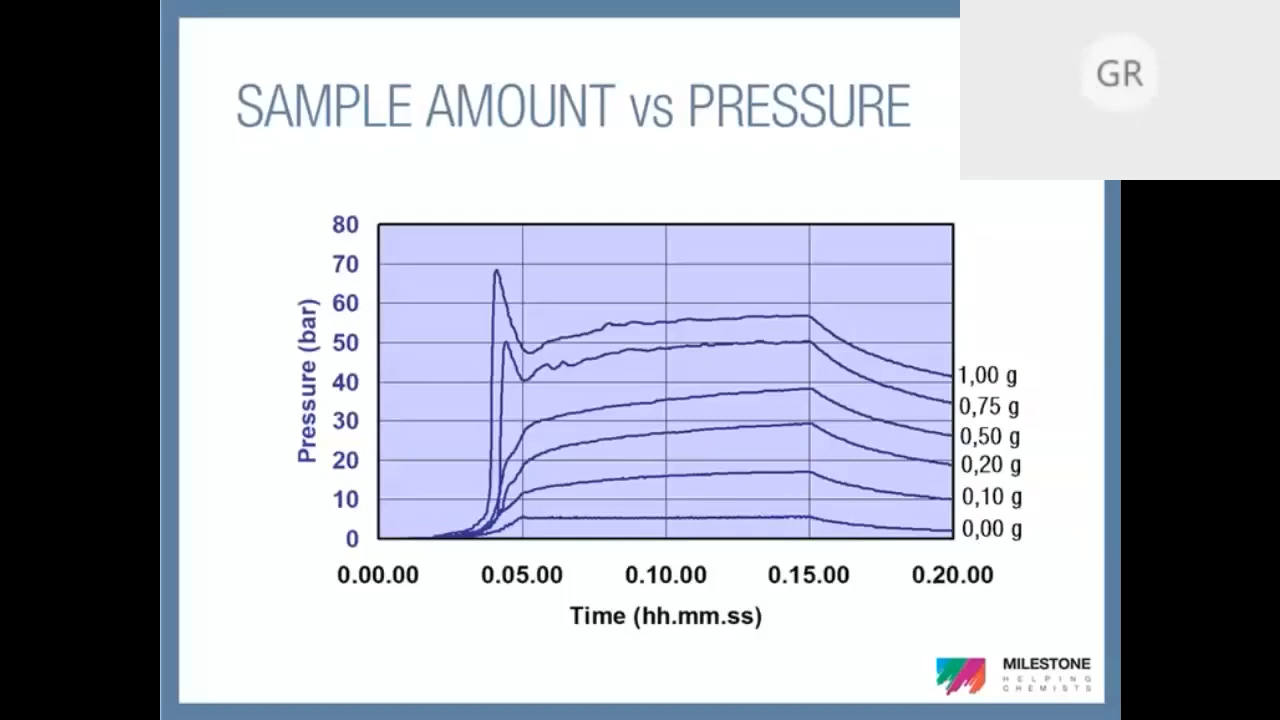 GR
SAMPLE AMOUNT vs PRESSURE
80
70
60
50
40
30
20
10
0
Pressure (bar)
1,00 g
0,75 g
0,50 g
0,20 g
0,10 g
0,00 g
0.00.00 0.05.00 0.10.00 0.15.00 0.20.00
Time (hh.mm.ss)
MILESTONE
HELPING
CHEMISTS